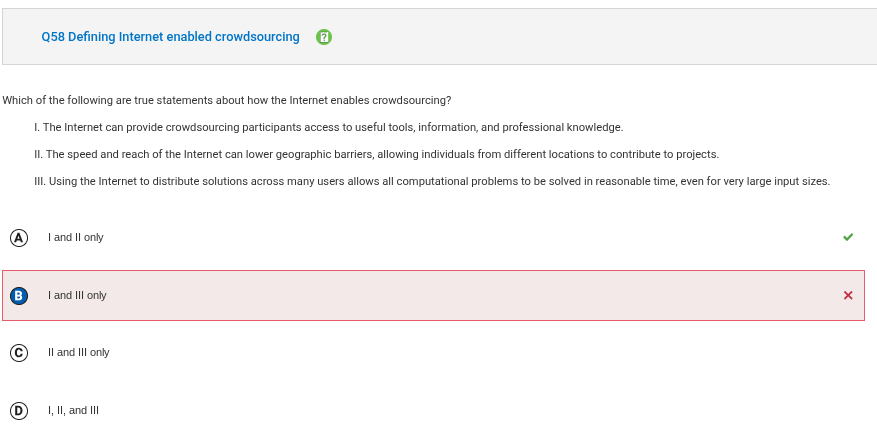 Q58 Defining Internet enabled crowdsourcing ?
Which of the following are true statements about how the Internet enables crowdsourcing?
I. The Internet can provide crowdsourcing participants access to useful tools, information, and professional knowledge.
II. The speed and reach of the Internet can lower geographic barriers, allowing individuals from different locations to contribute to projects.
III. Using the Internet to distribute solutions across many users allows all computational problems to be solved in reasonable time, even for very large input sizes.
A I and II only
B I and III only
C II and III only
D I, II, and III